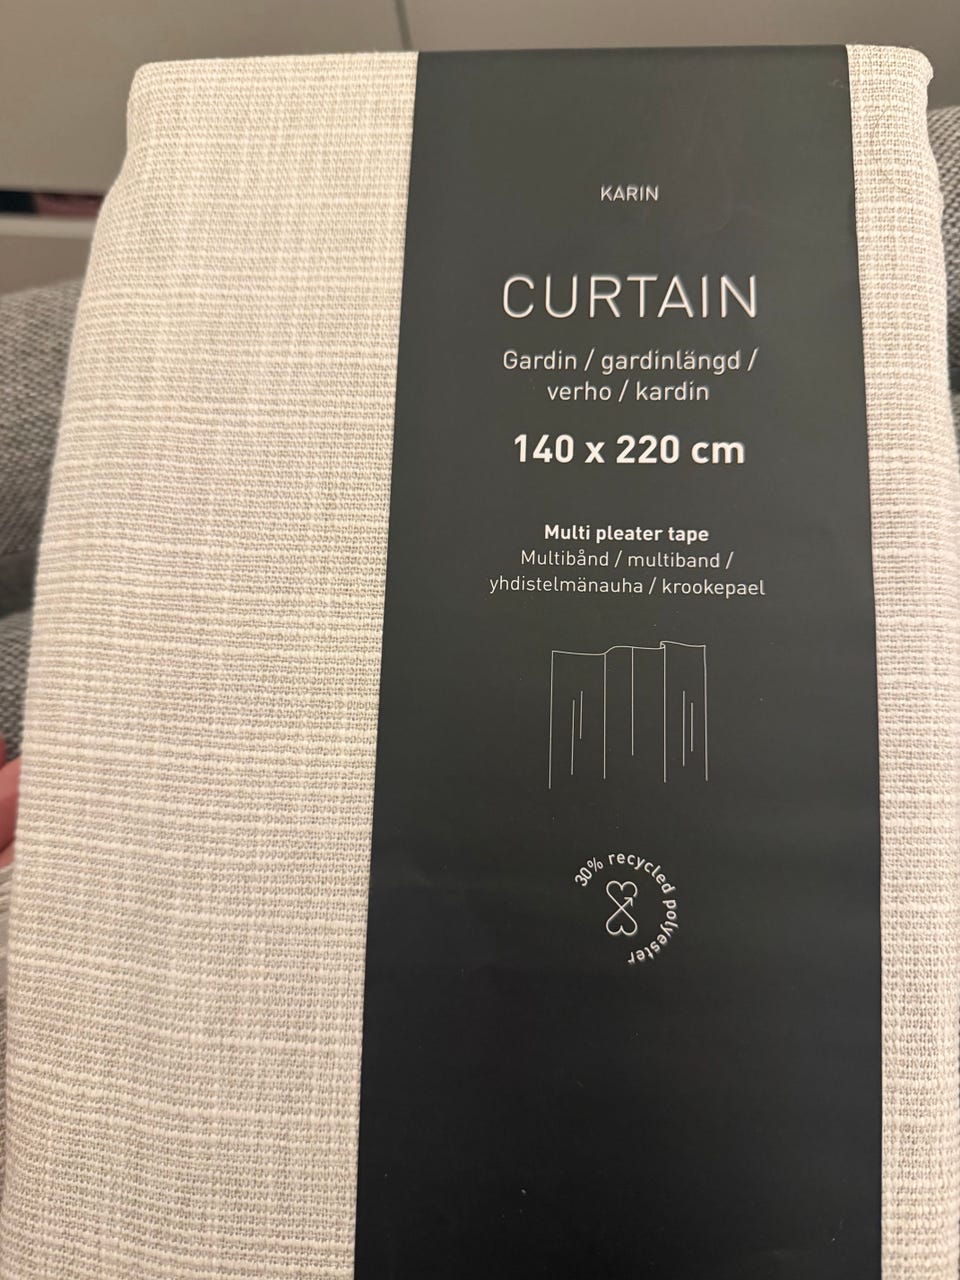 KARIN
CURTAIN
Gardin / gardinlängd /
verho / kardin
140 x 220 cm
Multi pleater tape
Multibånd / multiband /
yhdistelmänauha / krookepael
30% recycled polyester